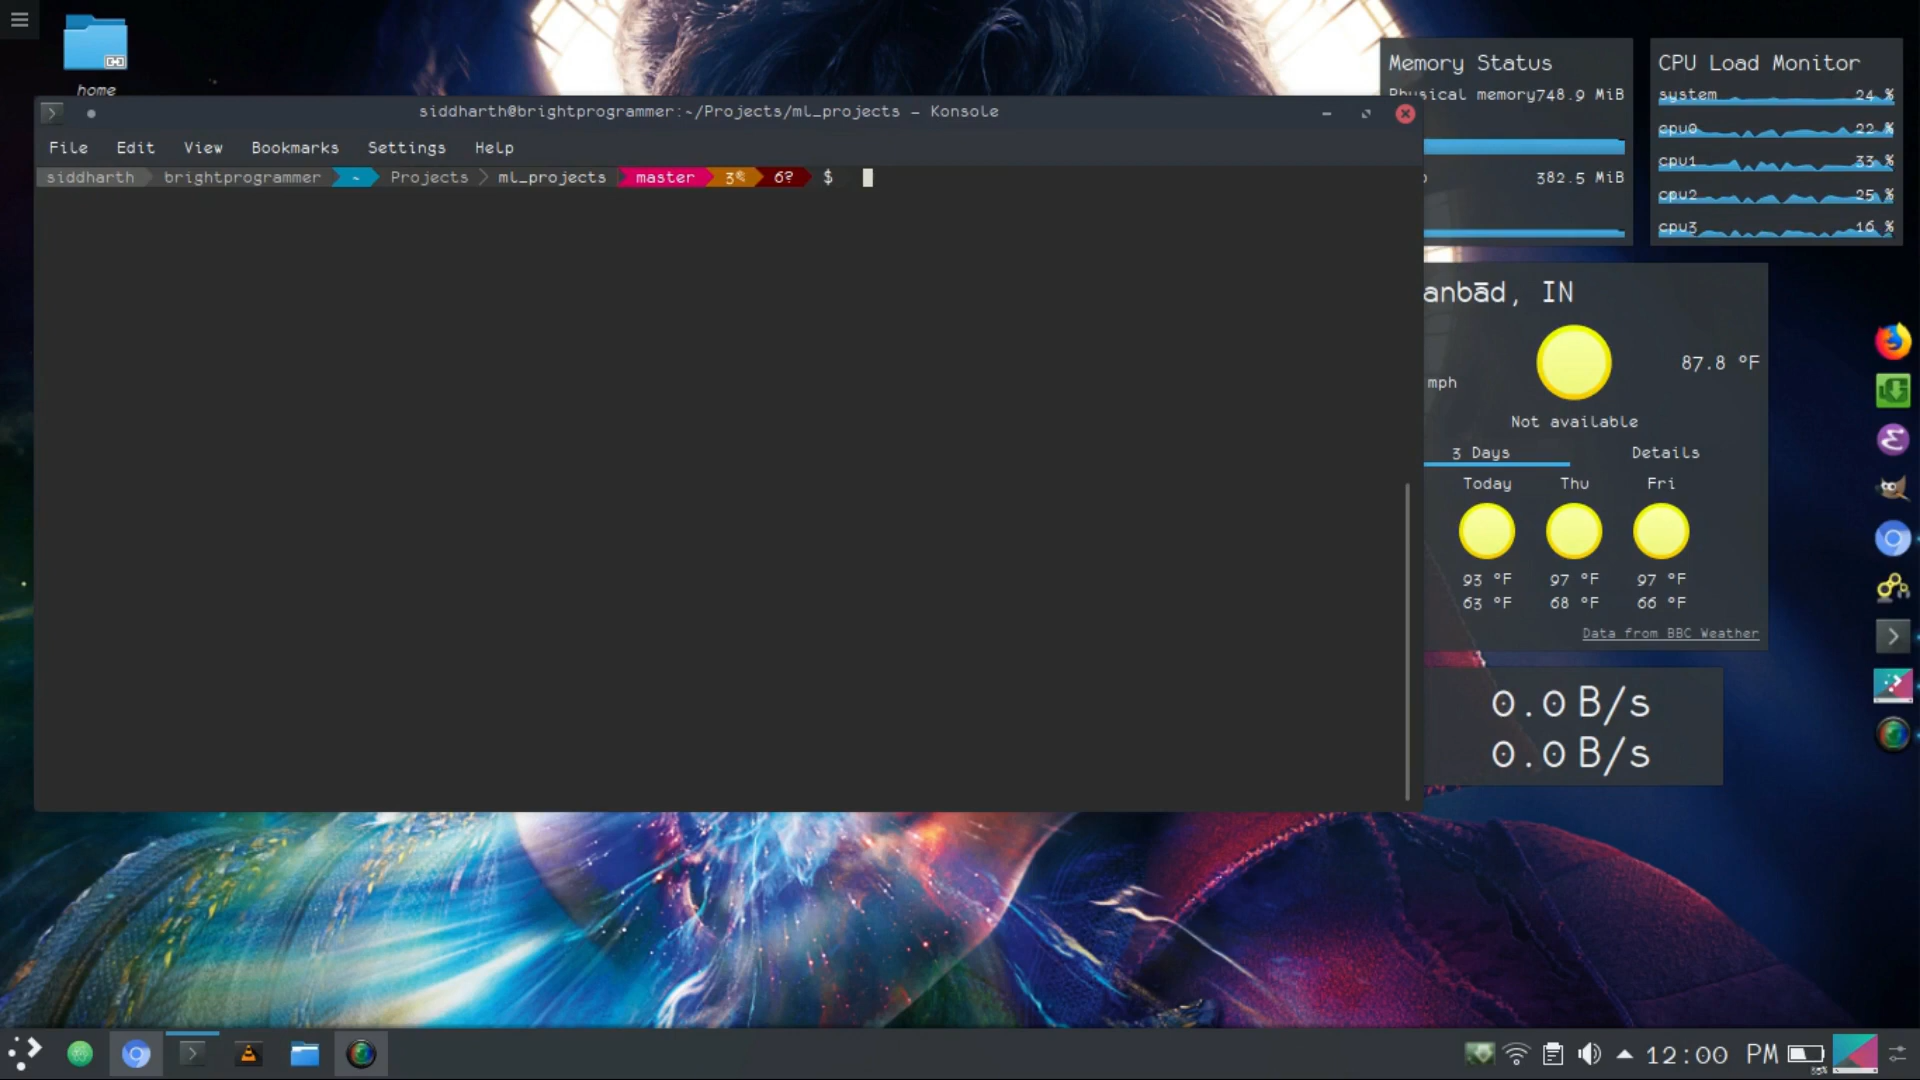 home
siddharth@brightprogrammer:~/Projects/ml_projects – Konsole
File Edit View Bookmarks Settings Help
siddharth brightprogrammer ~ Projects ml_projects master 3✎ 6? $
Memory Status
Physical memory748.9 MiB
382.5 MiB
CPU Load Monitor
system 24 %
cpu0 22 %
cpu1 33 %
cpu2 25 %
cpu3 16 %
anbād, IN
87.8 °F
mph
Not available
3 Days Details
Today Thu Fri
93 °F 97 °F 97 °F
63 °F 68 °F 66 °F
Data from BBC Weather
0.0 B/s
0.0 B/s
12:00 PM